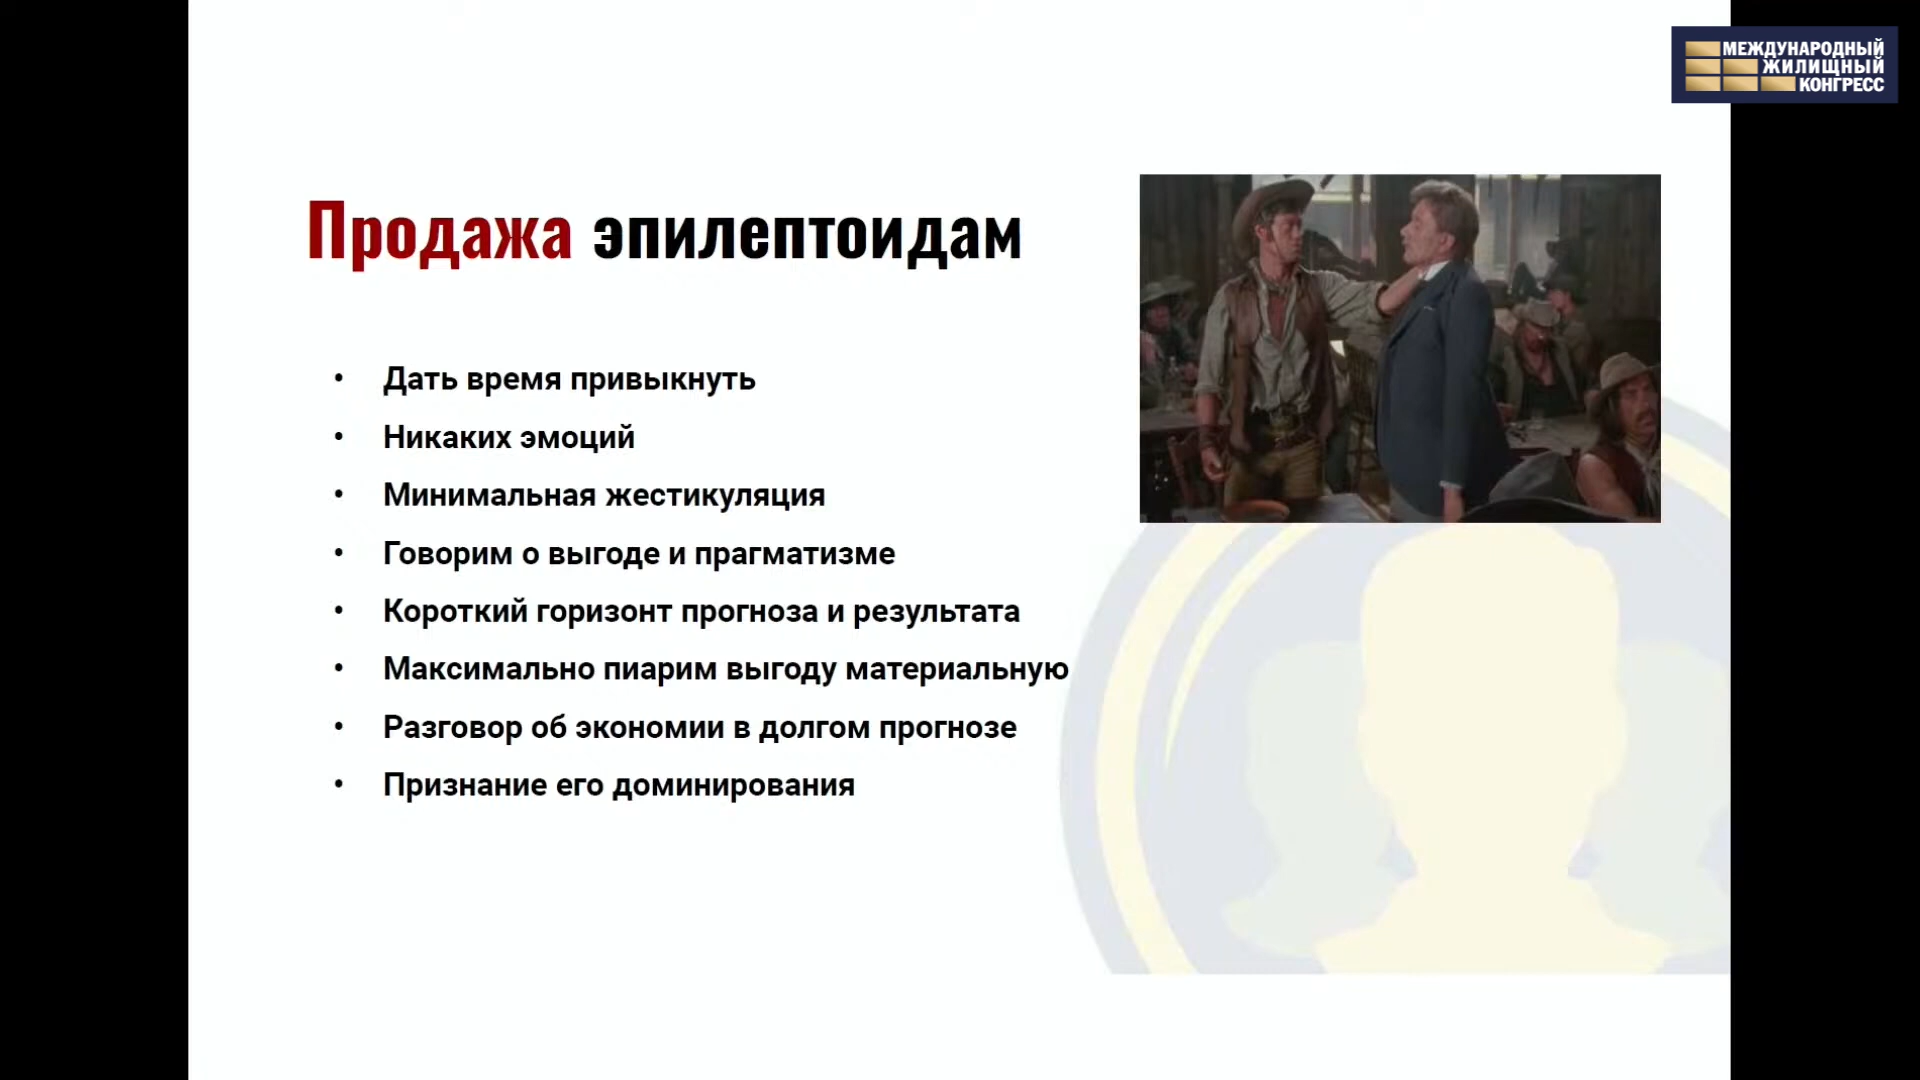 МЕЖДУНАРОДНЫЙ
ЖИЛИЩНЫЙ
КОНГРЕСС
Продажа эпилептоидам
• Дать время привыкнуть
• Никаких эмоций
• Минимальная жестикуляция
• Говорим о выгоде и прагматизме
• Короткий горизонт прогноза и результата
• Максимально пиарим выгоду материальную
• Разговор об экономии в долгом прогнозе
• Признание его доминирования